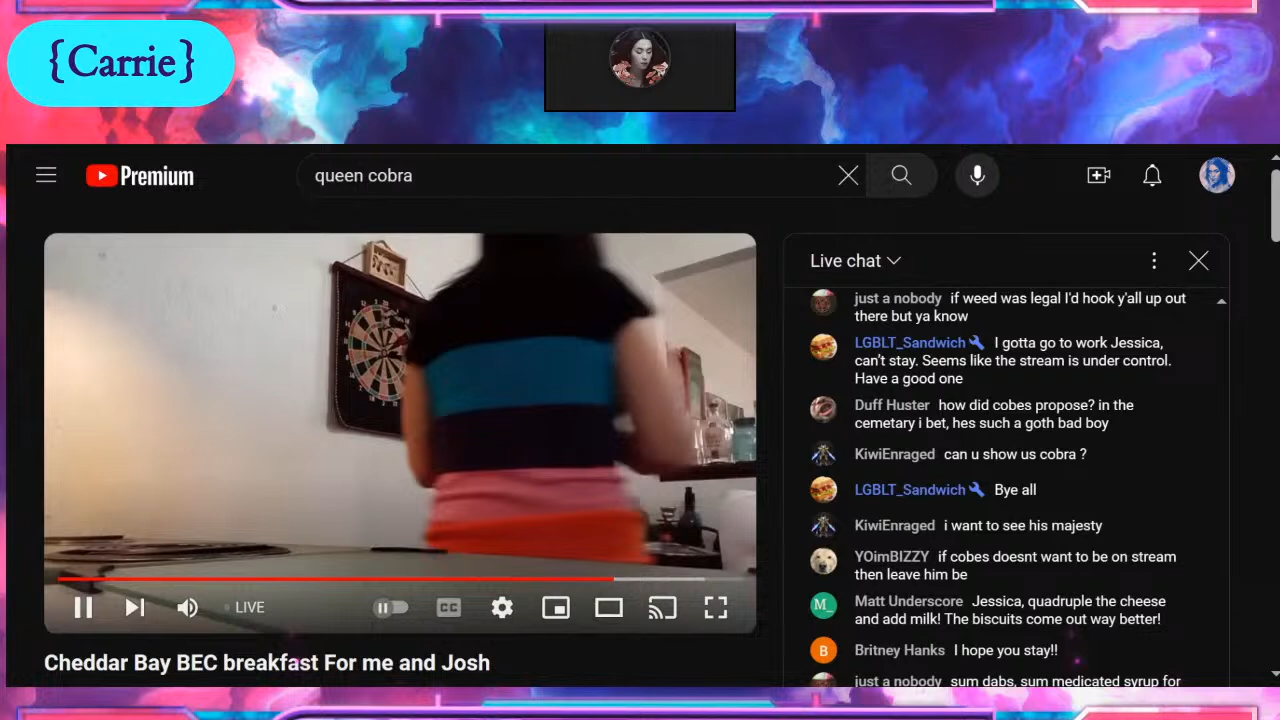 {Carrie}
Premium
queen cobra
Live chat
just a nobody if weed was legal I'd hook y'all up out
there but ya know
LGBLT_Sandwich I gotta go to work Jessica,
can't stay. Seems like the stream is under control.
Have a good one
Duff Huster how did cobes propose? in the
cemetary i bet, hes such a goth bad boy
KiwiEnraged can u show us cobra ?
LGBLT_Sandwich Bye all
KiwiEnraged i want to see his majesty
YOimBIZZY if cobes doesnt want to be on stream
then leave him be
M_
Matt Underscore Jessica, quadruple the cheese
and add milk! The biscuits come out way better!
B
Britney Hanks I hope you stay!!
just a nobody sum dabs, sum medicated syrup for
LIVE
CC
Cheddar Bay BEC breakfast For me and Josh